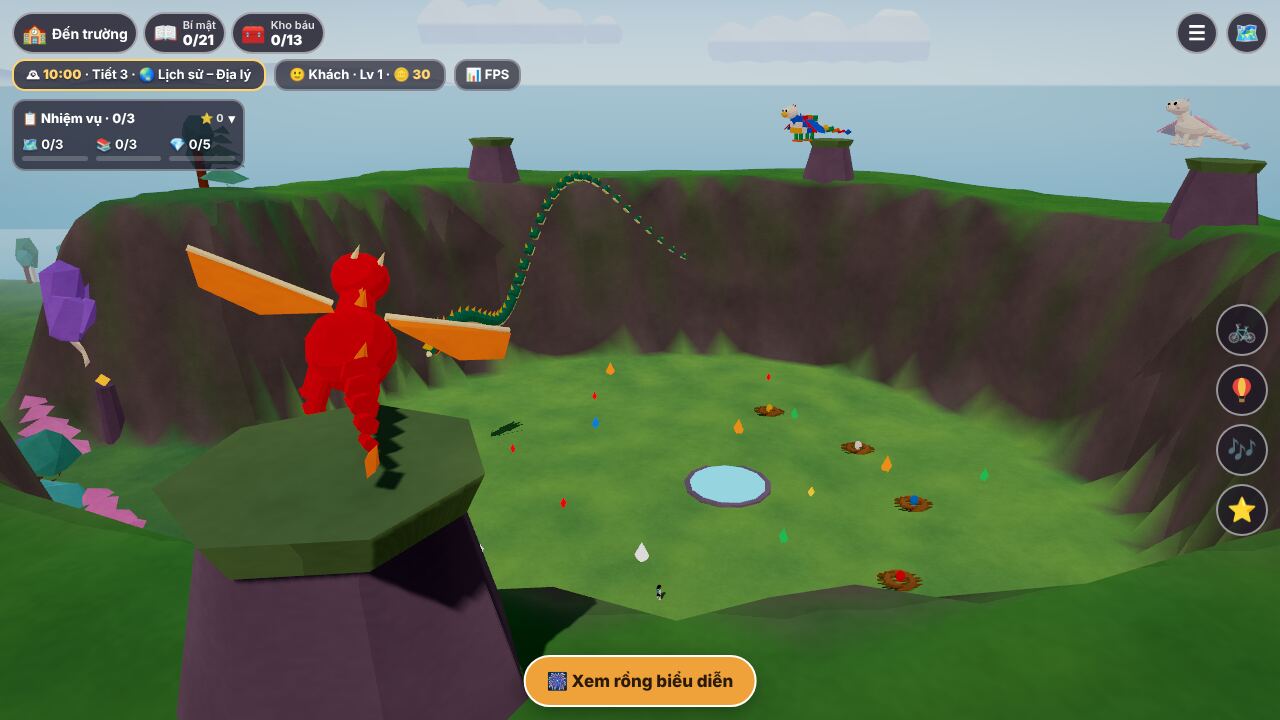 Đến trường
Bí mật
0/21
Kho báu
0/13
10:00 · Tiết 3 · Lịch sử – Địa lý
Khách · Lv 1 · 30
FPS
Nhiệm vụ · 0/3
0 ▾
0/3
0/3
0/5
Xem rồng biểu diễn